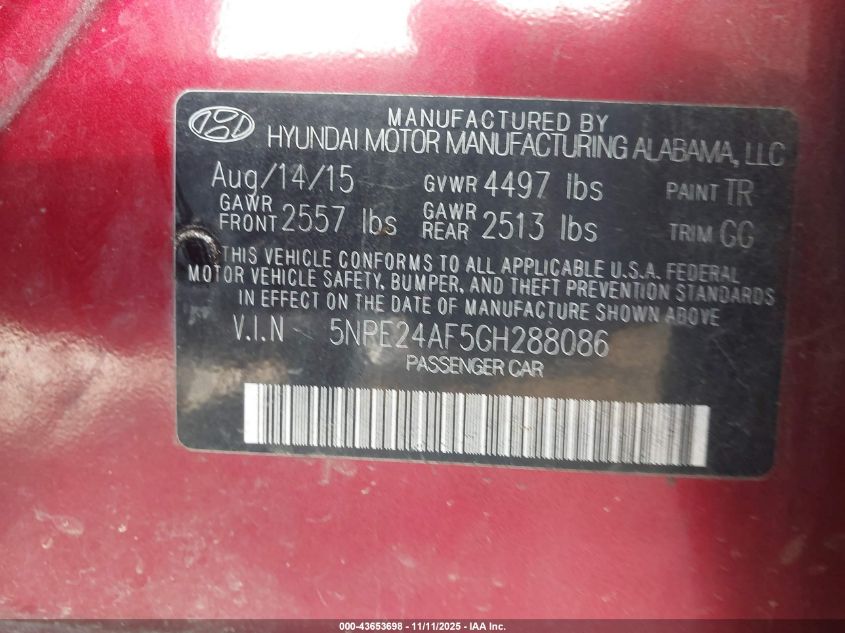 MANUFACTURED BY
HYUNDAI MOTOR MANUFACTURING ALABAMA, LLC
Aug/14/15 GVWR 4497 lbs PAINT TR
GAWR FRONT 2557 lbs GAWR REAR 2513 lbs TRIM GG
THIS VEHICLE CONFORMS TO ALL APPLICABLE U.S.A. FEDERAL
MOTOR VEHICLE SAFETY, BUMPER, AND THEFT PREVENTION STANDARDS
IN EFFECT ON THE DATE OF MANUFACTURE SHOWN ABOVE
V.I.N 5NPE24AF5GH288086
PASSENGER CAR
000-43653698 - 11/11/2025 - IAA Inc.